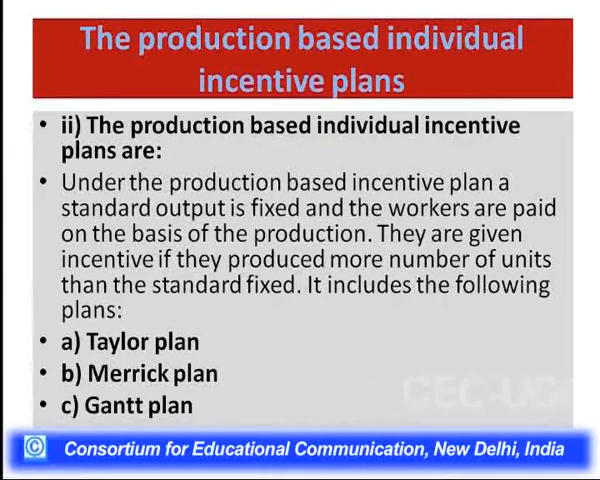 The production based individual
incentive plans
• ii) The production based individual incentive
plans are:
• Under the production based incentive plan a
standard output is fixed and the workers are paid
on the basis of the production. They are given
incentive if they produced more number of units
than the standard fixed. It includes the following
plans:
• a) Taylor plan
• b) Merrick plan
• c) Gantt plan
CEC-UG
© Consortium for Educational Communication, New Delhi, India